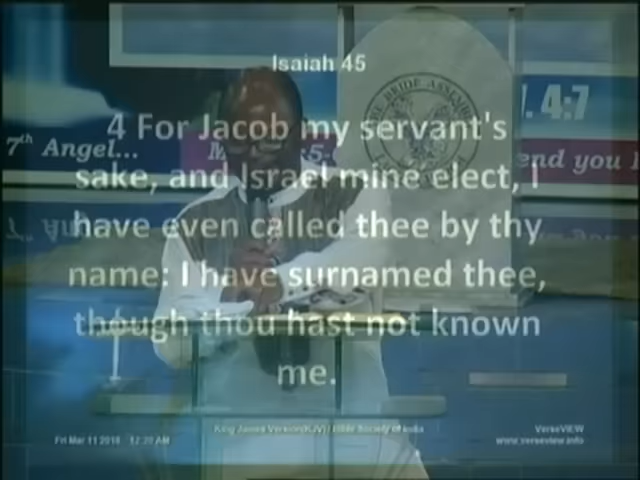 Isaiah 45
4 For Jacob my servant's
sake, and Israel mine elect, I
have even called thee by thy
name: I have surnamed thee,
though thou hast not known
me.
7th Angel...
. 4:7
end you
King James Version(KJV) / Bible Society of India
Fri Mar 11 2016 12:20 AM
VerseVIEW
www.verseview.info